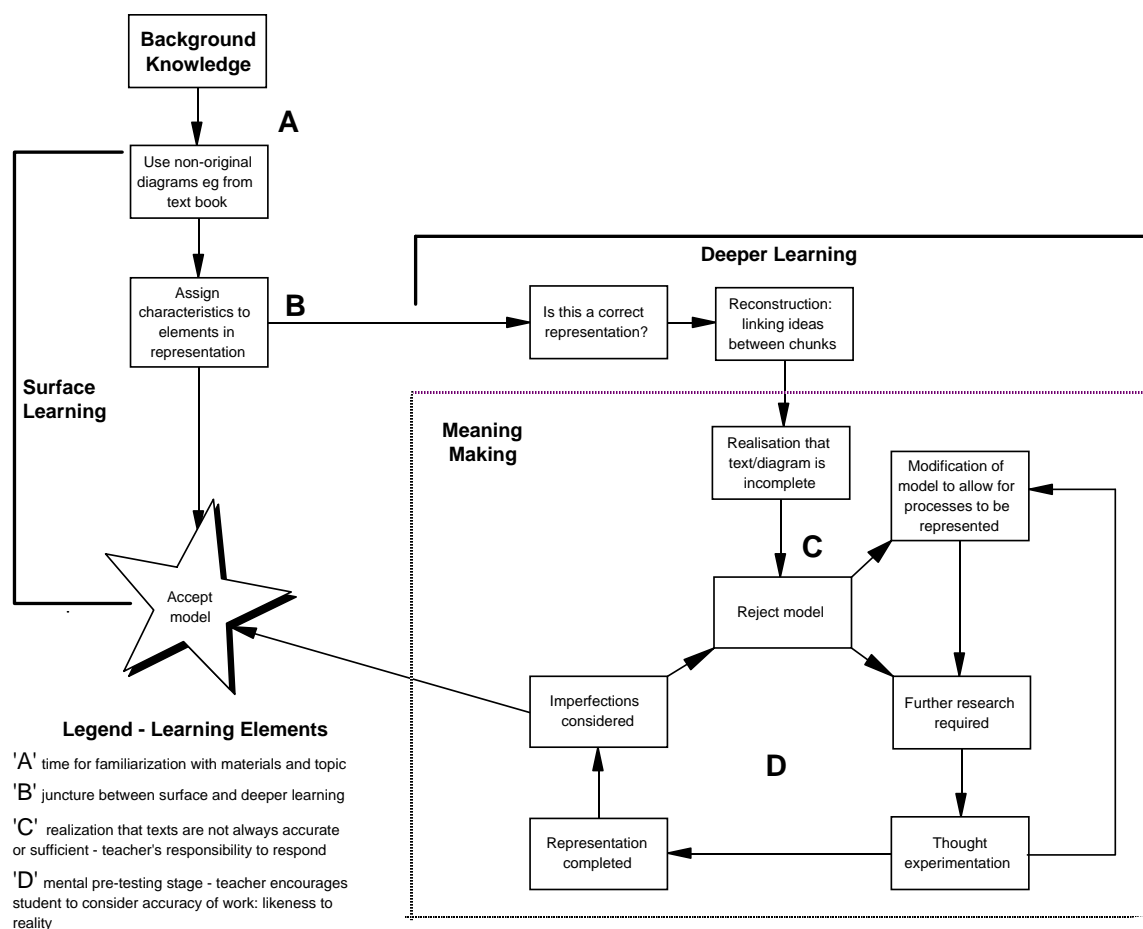 Background
Knowledge
A
Use non-original
diagrams eg from
text book
Deeper Learning
Assign
characteristics to
elements in
representation
B
Is this a correct
representation?
Reconstruction:
linking ideas
between chunks
Surface
Learning
Meaning
Making
Realisation that
text/diagram is
incomplete
Modification of
model to allow for
processes to be
represented
C
Accept
model
Reject model
Imperfections
considered
Further research
required
D
Representation
completed
Thought
experimentation
Legend - Learning Elements
'A' time for familiarization with materials and topic
'B' juncture between surface and deeper learning
'C' realization that texts are not always accurate
or sufficient - teacher's responsibility to respond
'D' mental pre-testing stage - teacher encourages
student to consider accuracy of work: likeness to
reality